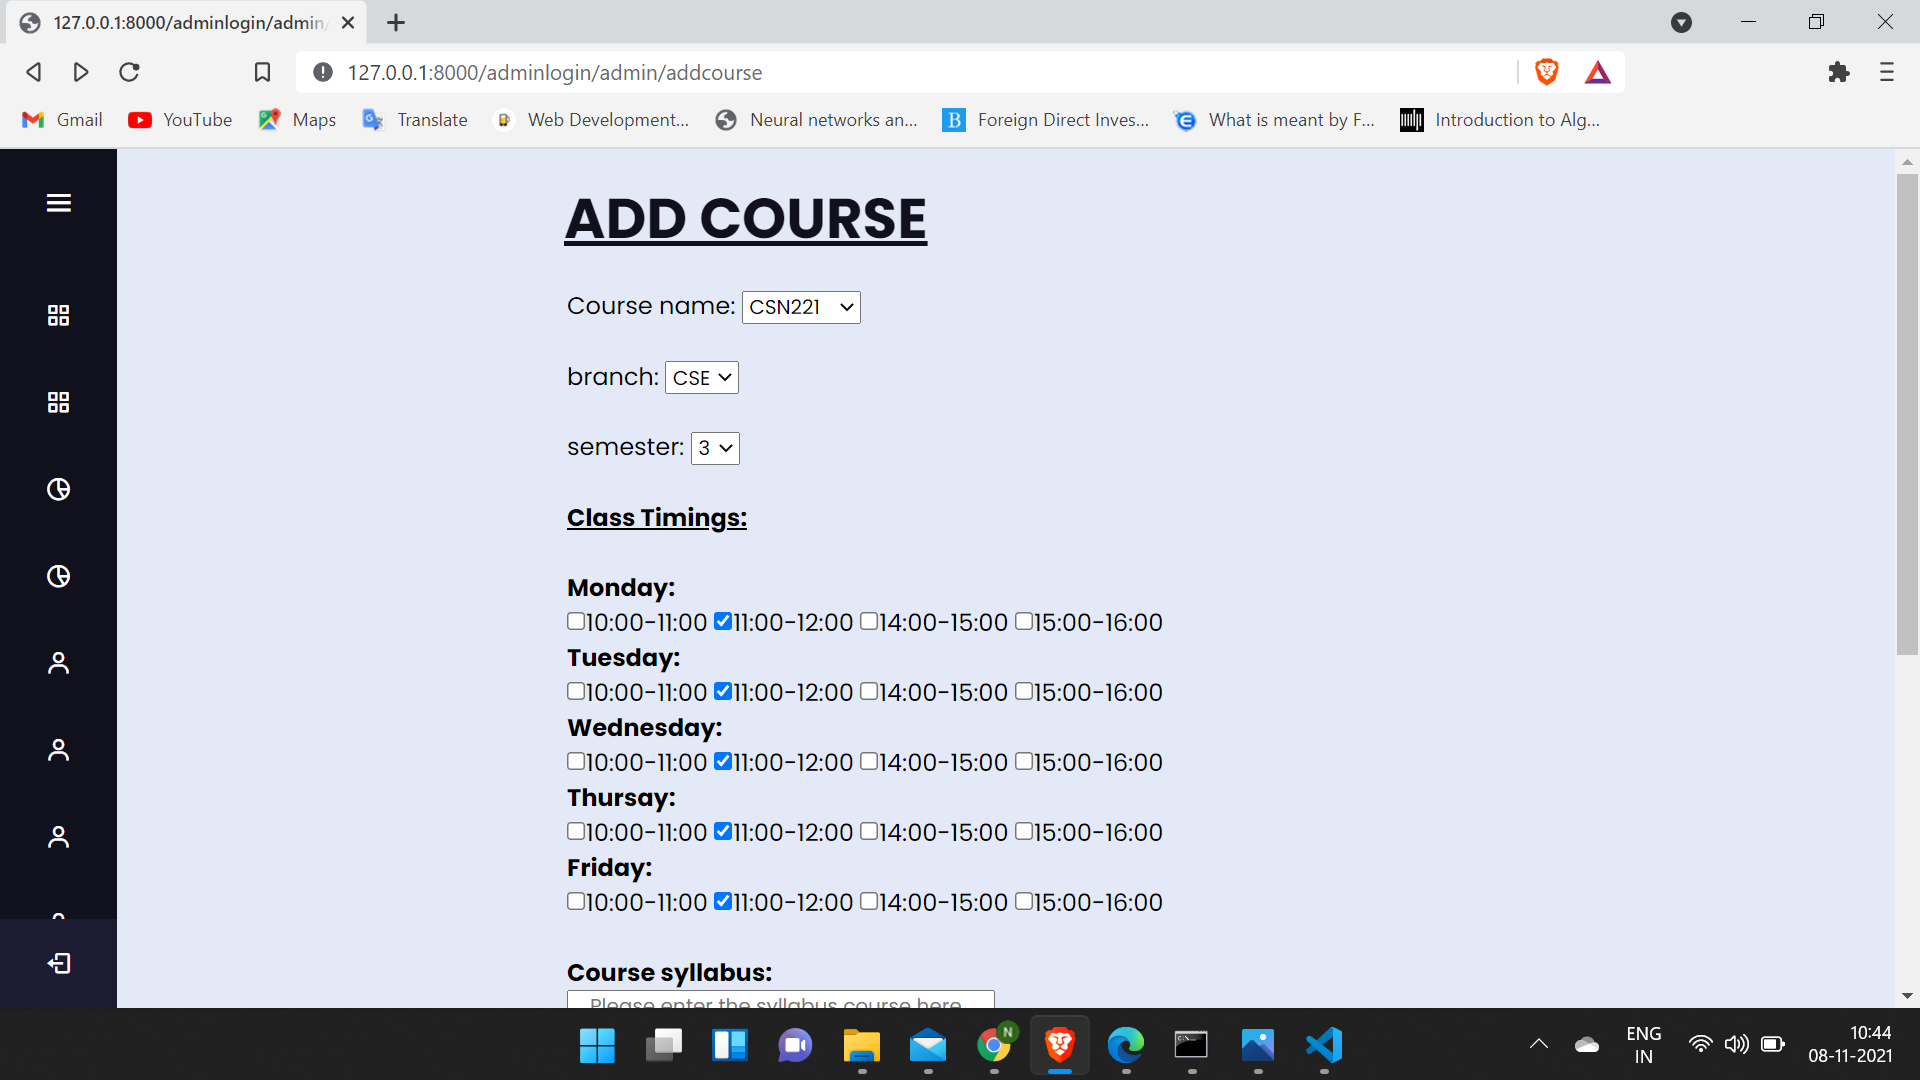 127.0.0.1:8000/adminlogin/admin/
127.0.0.1:8000/adminlogin/admin/addcourse
Gmail YouTube Maps Translate Web Development... Neural networks an... Foreign Direct Inves... What is meant by F... Introduction to Alg...
ADD COURSE
Course name: CSN221
branch: CSE
semester: 3
Class Timings:
Monday:
10:00-11:00 11:00-12:00 14:00-15:00 15:00-16:00
Tuesday:
10:00-11:00 11:00-12:00 14:00-15:00 15:00-16:00
Wednesday:
10:00-11:00 11:00-12:00 14:00-15:00 15:00-16:00
Thursay:
10:00-11:00 11:00-12:00 14:00-15:00 15:00-16:00
Friday:
10:00-11:00 11:00-12:00 14:00-15:00 15:00-16:00
Course syllabus:
Please enter the syllabus course here
N
ENG
IN
10:44
08-11-2021